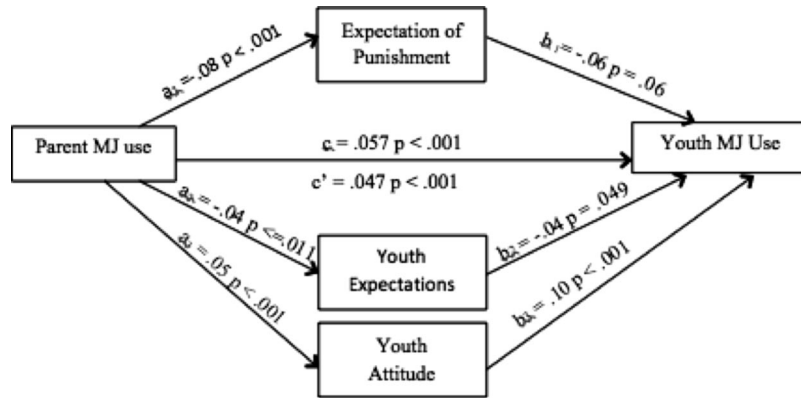 Expectation of
Punishment
a₁ = -.08 p < .001
b₁ = -.06 p = .06
Parent MJ use
Youth MJ Use
c = .057 p < .001
c' = .047 p < .001
a₂ = -.04 p <=.011
b₂ = -.04 p = .049
Youth
Expectations
a₃ = .05 p < .001
b₃ = .10 p < .001
Youth
Attitude